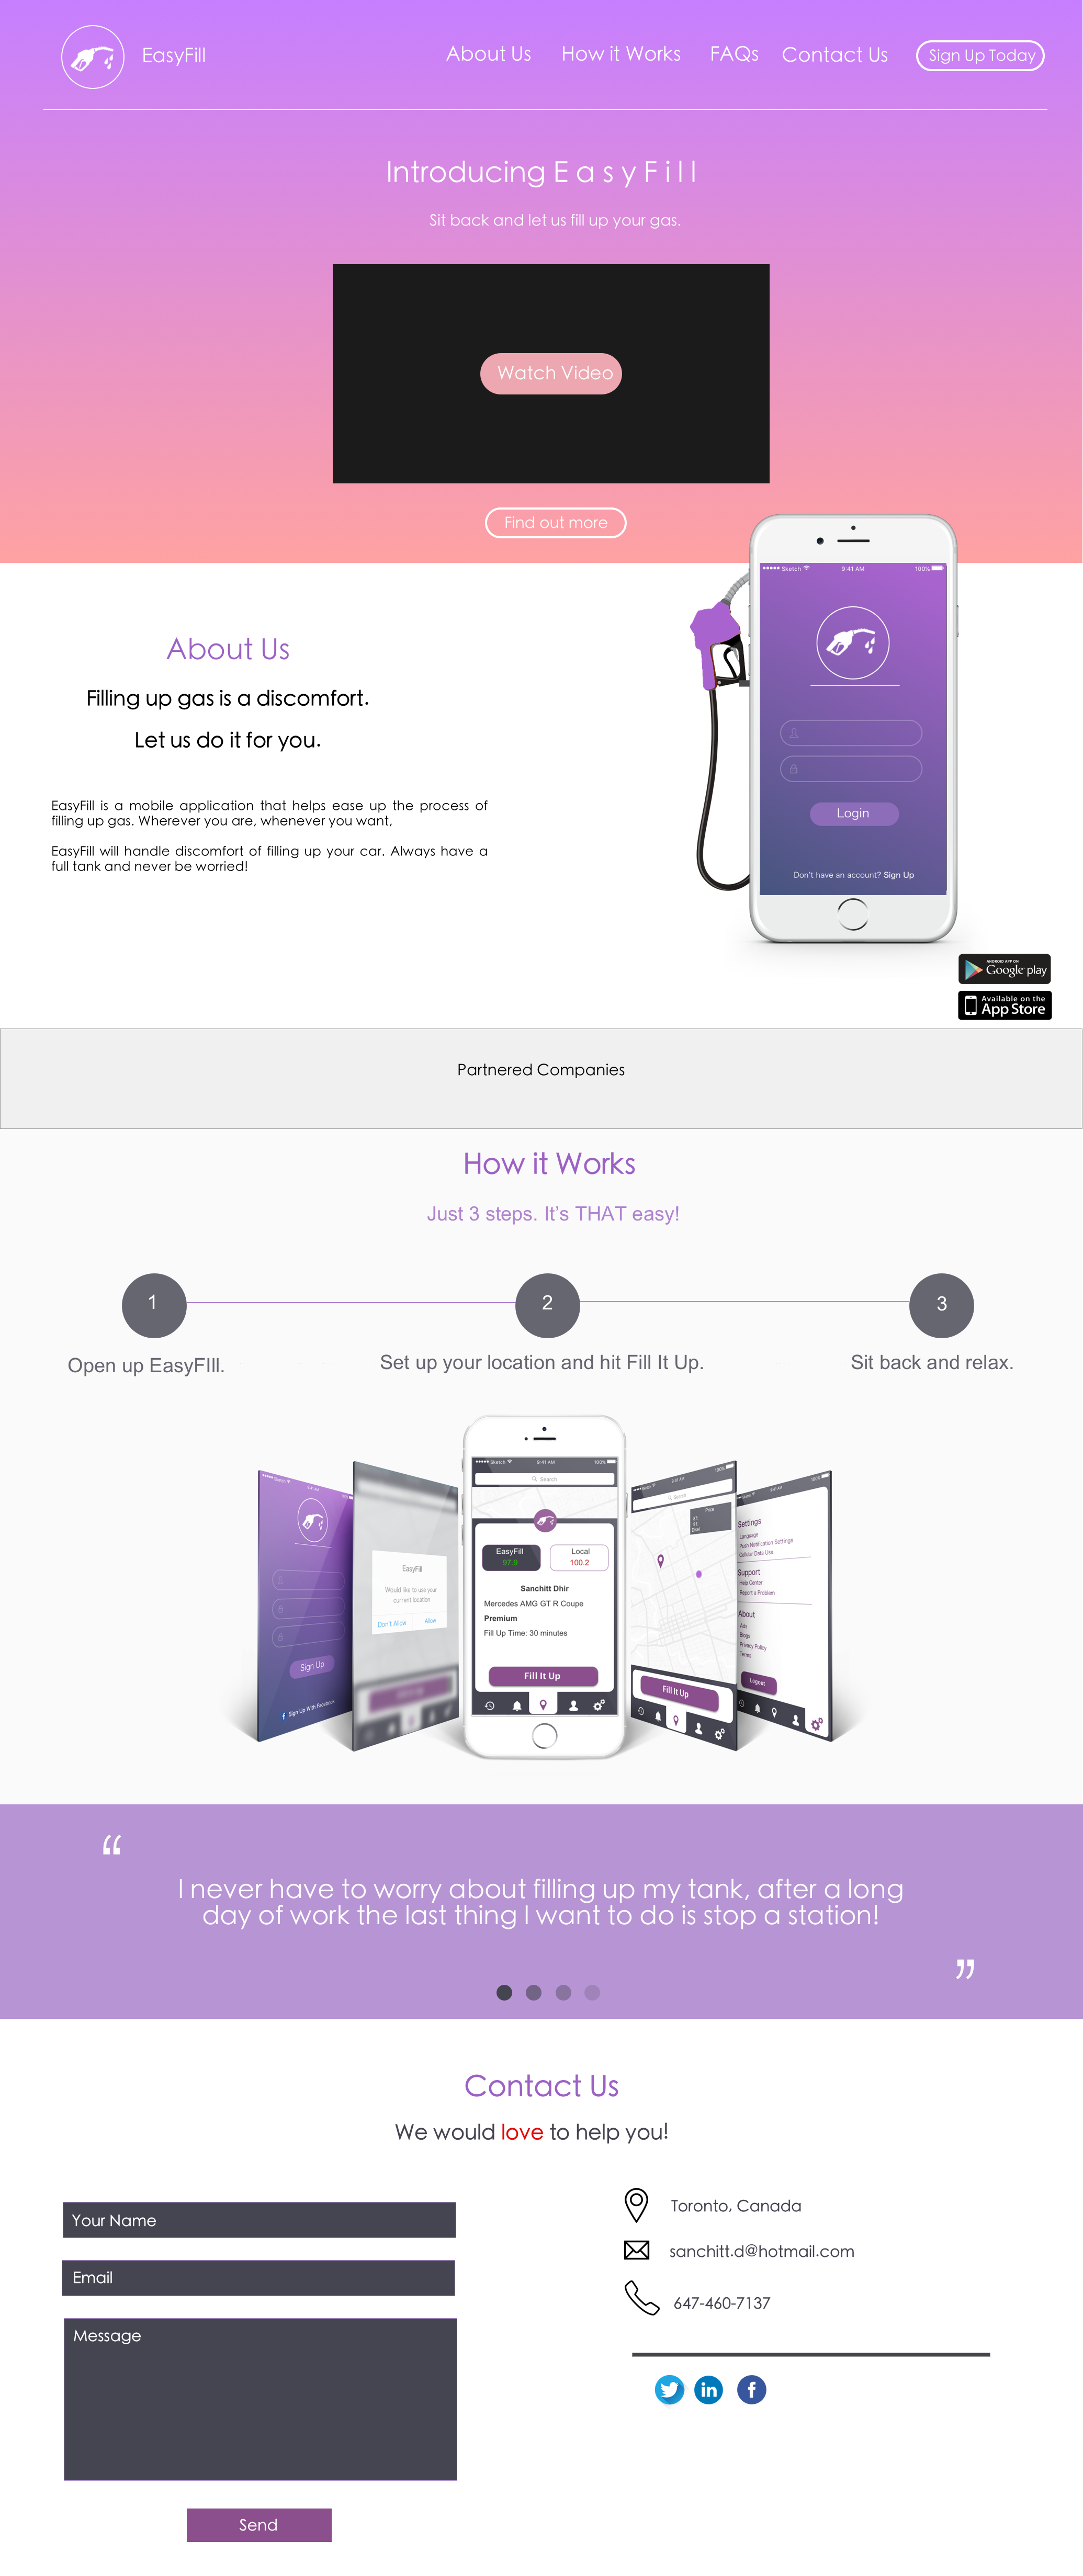 EasyFill
About Us
How it Works
FAQs
Contact Us
Sign Up Today
Introducing E a s y F i l l
Sit back and let us fill up your gas.
Watch Video
Find out more
Sketch
9:41 AM
100%
About Us
Filling up gas is a discomfort.
Let us do it for you.
EasyFill is a mobile application that helps ease up the process of
filling up gas. Wherever you are, whenever you want,
EasyFill will handle discomfort of filling up your car. Always have a
full tank and never be worried!
Login
Don't have an account? Sign Up
ANDROID APP ON
Google play
Available on the
App Store
Partnered Companies
How it Works
Just 3 steps. It's THAT easy!
1
2
3
Open up EasyFIll.
Set up your location and hit Fill It Up.
Sit back and relax.
Sign Up
Sign Up With Facebook
EasyFill
Would like to use your
current location
Don't Allow
Allow
Sketch
9:41 AM
100%
Search
EasyFill
97.9
Local
100.2
Sanchitt Dhir
Mercedes AMG GT R Coupe
Premium
Fill Up Time: 30 minutes
Fill It Up
9:41 AM
100%
Search
Price
Fill It Up
Settings
Language
Push Notification Settings
Cellular Data Use
Support
Help Center
Report a Problem
About
Ads
Blogs
Privacy Policy
Terms
Logout
“
I never have to worry about filling up my tank, after a long
day of work the last thing I want to do is stop a station!
”
Contact Us
We would love to help you!
Your Name
Email
Message
Send
Toronto, Canada
sanchitt.d@hotmail.com
647-460-7137